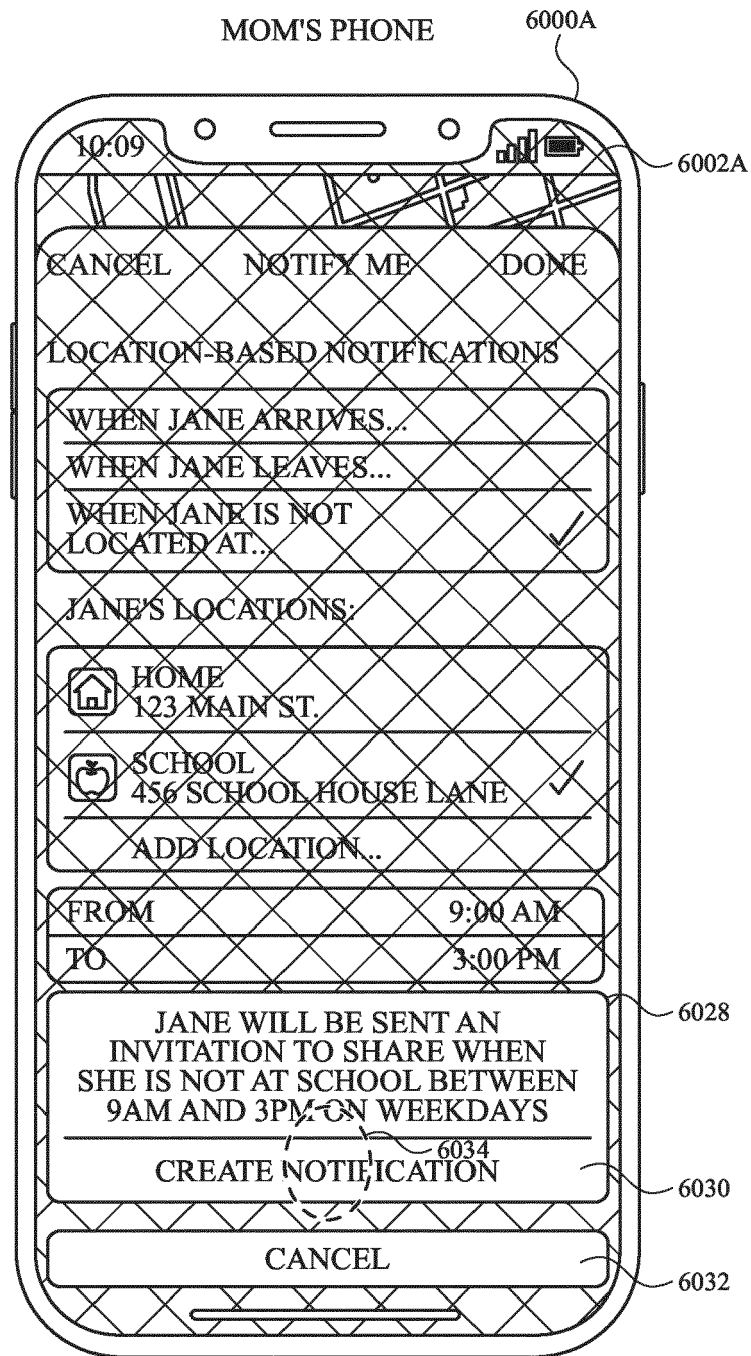 MOM'S PHONE
6000A
10:09
6002A
CANCEL NOTIFY ME DONE
LOCATION-BASED NOTIFICATIONS
WHEN JANE ARRIVES...
WHEN JANE LEAVES...
WHEN JANE IS NOT
LOCATED AT...
JANE'S LOCATIONS:
HOME
123 MAIN ST.
SCHOOL
456 SCHOOL HOUSE LANE
ADD LOCATION...
FROM 9:00 AM
TO 3:00 PM
6028
JANE WILL BE SENT AN
INVITATION TO SHARE WHEN
SHE IS NOT AT SCHOOL BETWEEN
9AM AND 3PM ON WEEKDAYS
6034
CREATE NOTIFICATION
6030
CANCEL
6032